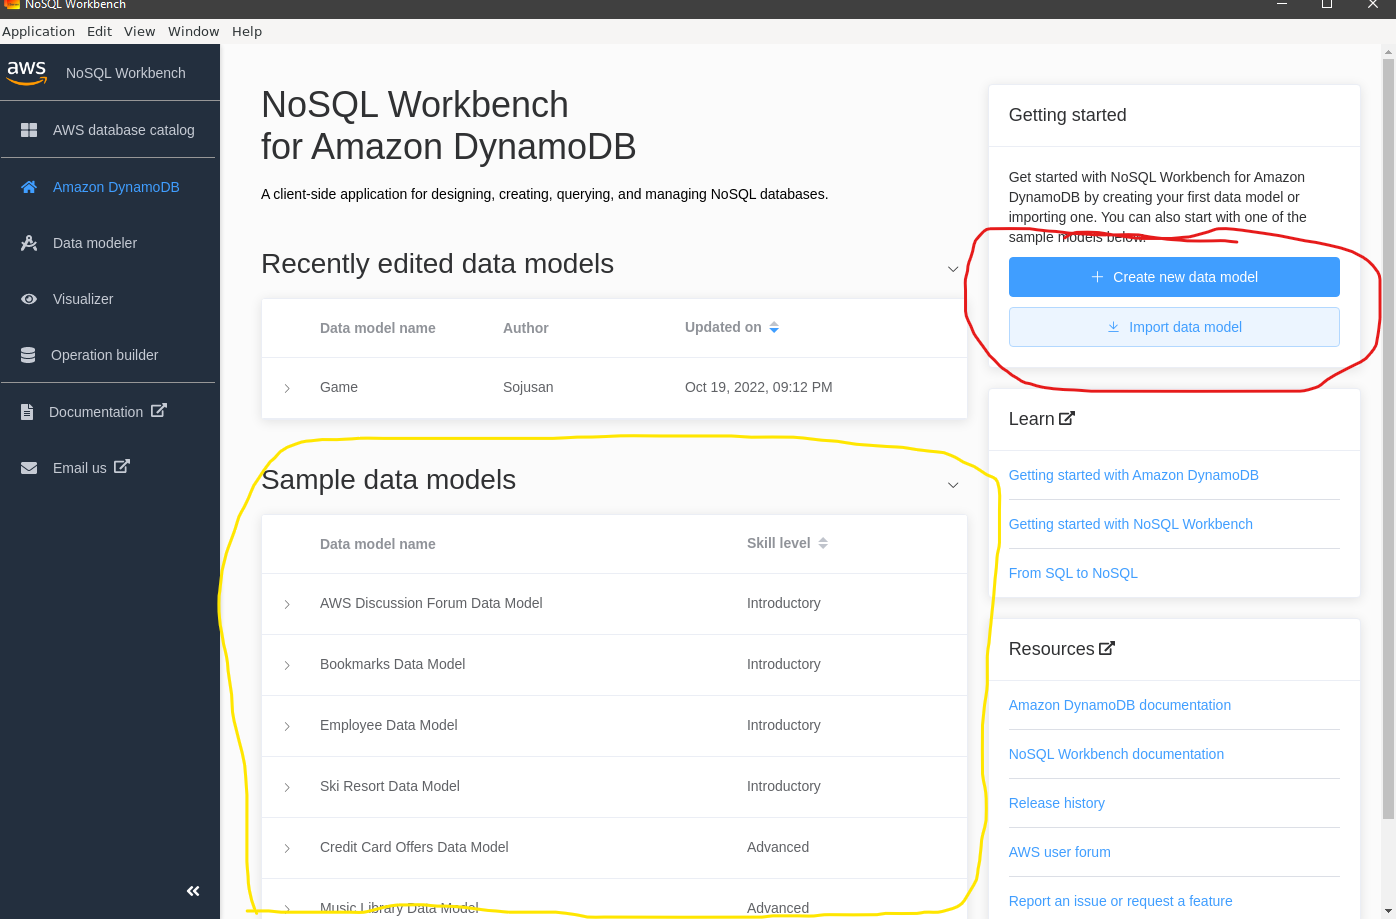 NoSQL Workbench
Application Edit View Window Help
aws NoSQL Workbench
AWS database catalog
Amazon DynamoDB
Data modeler
Visualizer
Operation builder
Documentation
Email us
NoSQL Workbench
for Amazon DynamoDB
A client-side application for designing, creating, querying, and managing NoSQL databases.
Recently edited data models
Data model name Author Updated on
Game Sojusan Oct 19, 2022, 09:12 PM
Sample data models
Data model name Skill level
AWS Discussion Forum Data Model Introductory
Bookmarks Data Model Introductory
Employee Data Model Introductory
Ski Resort Data Model Introductory
Credit Card Offers Data Model Advanced
Music Library Data Model Advanced
Getting started
Get started with NoSQL Workbench for Amazon
DynamoDB by creating your first data model or
importing one. You can also start with one of the
sample models below.
Create new data model
Import data model
Learn
Getting started with Amazon DynamoDB
Getting started with NoSQL Workbench
From SQL to NoSQL
Resources
Amazon DynamoDB documentation
NoSQL Workbench documentation
Release history
AWS user forum
Report an issue or request a feature